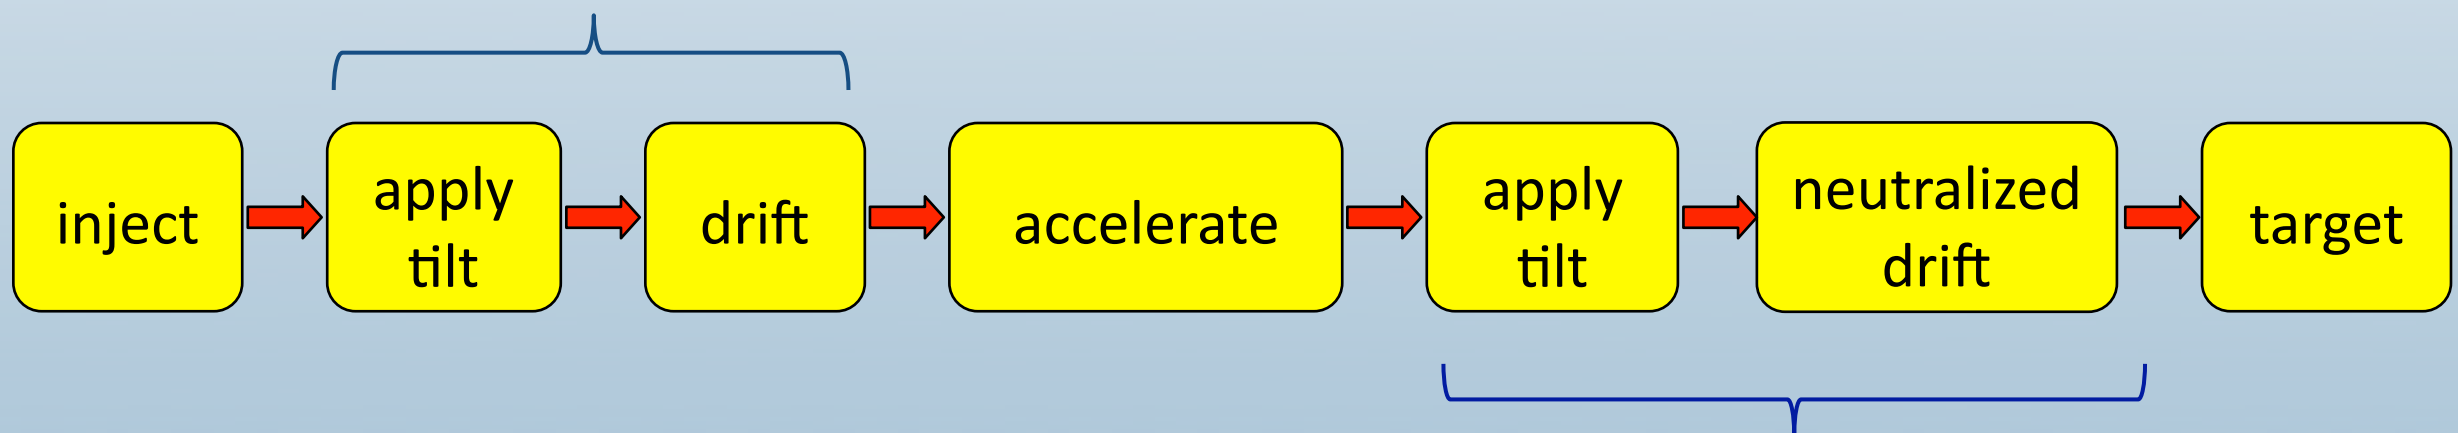 inject
apply
tilt
drift
accelerate
apply
tilt
neutralized
drift
target